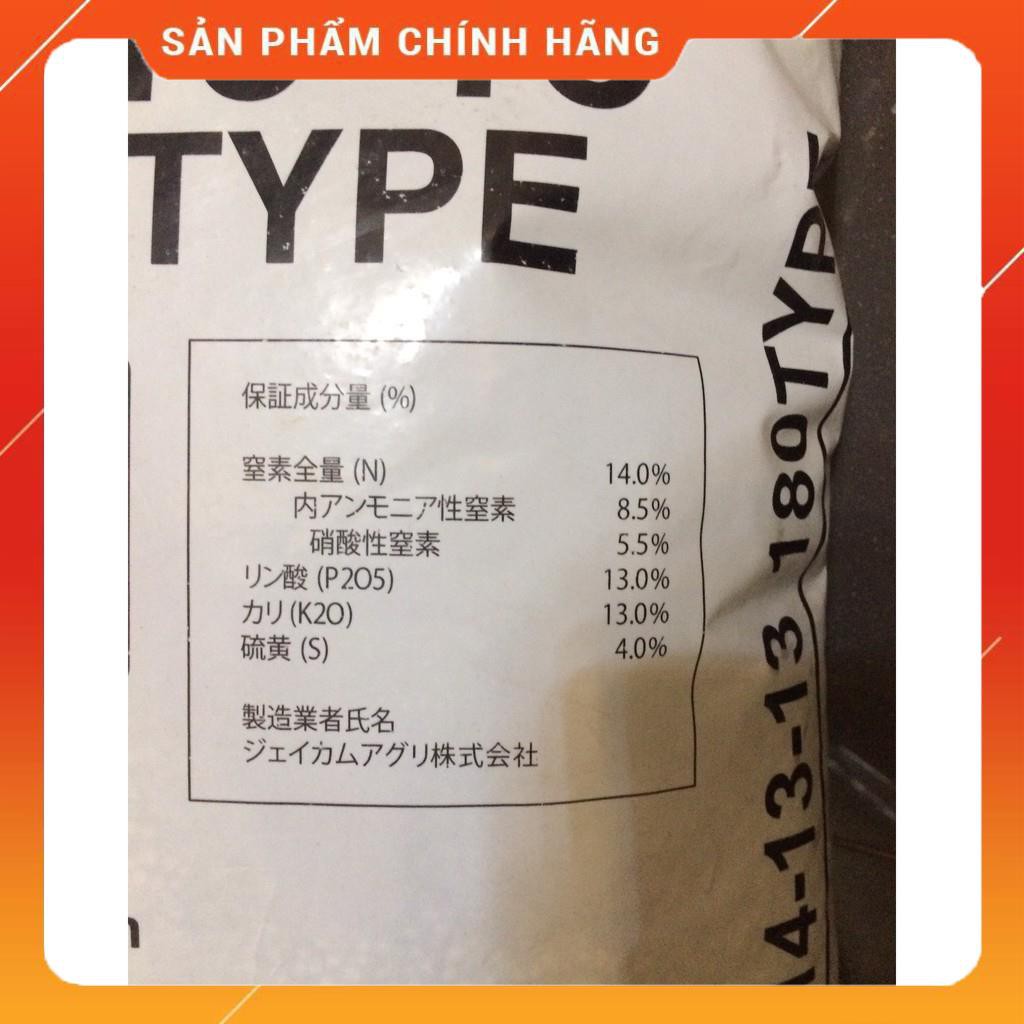 SẢN PHẨM CHÍNH HÃNG
TYPE
保証成分量 (%)
窒素全量 (N) 14.0%
内アンモニア性窒素 8.5%
硝酸性窒素 5.5%
リン酸 (P2O5) 13.0%
カリ (K2O) 13.0%
硫黄 (S) 4.0%
製造業者氏名
ジェイカムアグリ株式会社
14-13-13 180TYPE